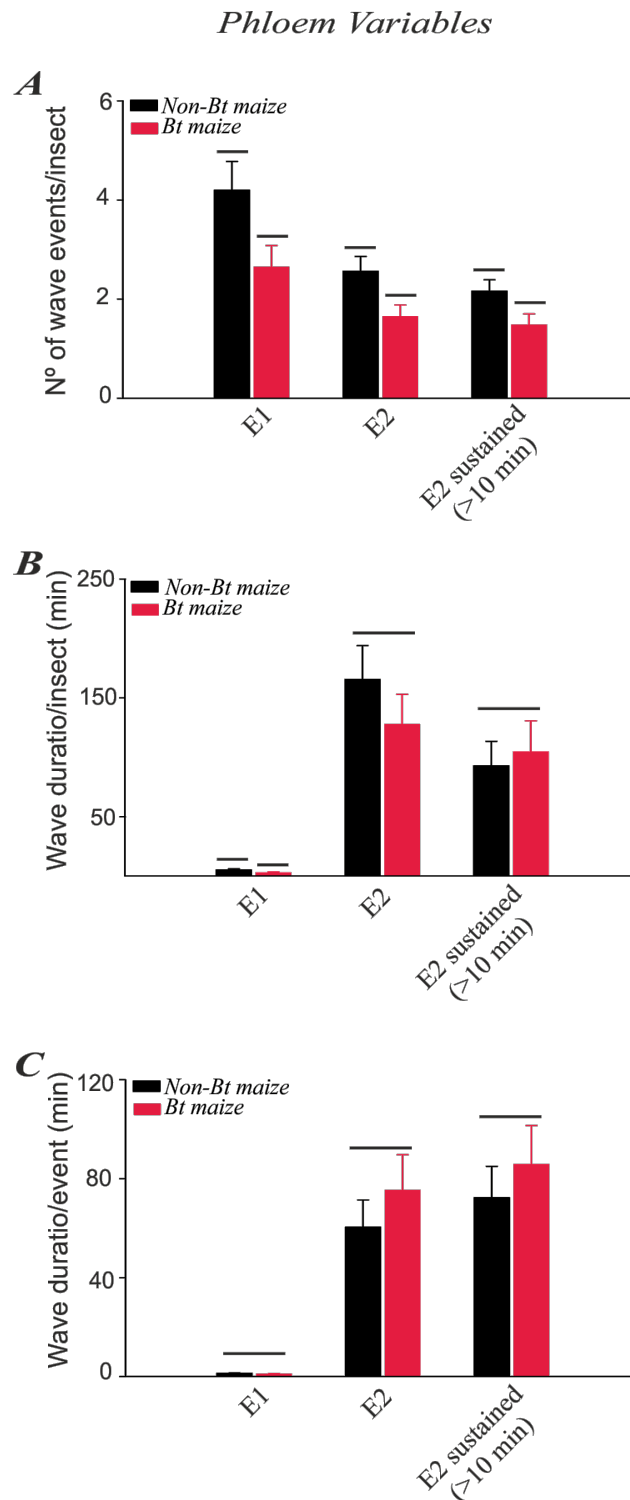 Phloem Variables
A
Nº of wave events/insect
6
4
2
0
Non-Bt maize
Bt maize
E1
E2
E2 sustained
(>10 min)
B
Wave duratio/insect (min)
250
150
50
Non-Bt maize
Bt maize
E1
E2
E2 sustained
(>10 min)
C
Wave duratio/event (min)
120
80
40
0
Non-Bt maize
Bt maize
E1
E2
E2 sustained
(>10 min)